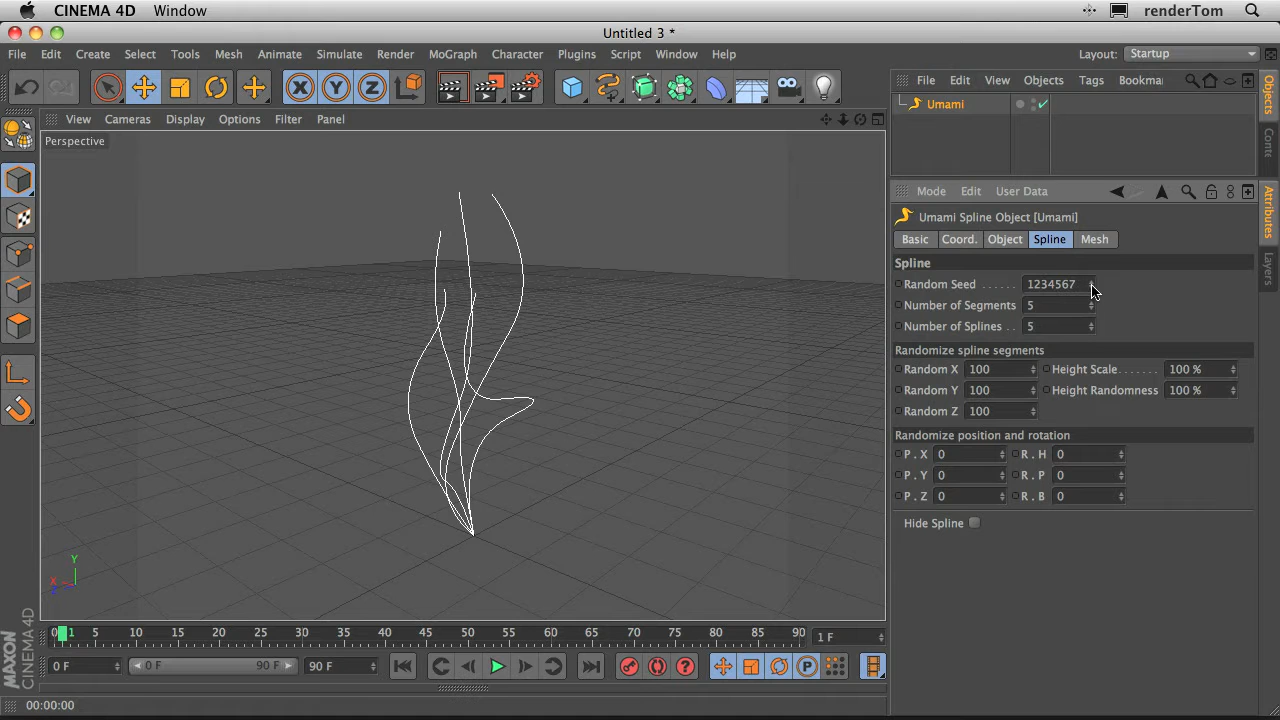 CINEMA 4D Window renderTom
Untitled 3 *
File Edit Create Select Tools Mesh Animate Simulate Render MoGraph Character Plugins Script Window Help Layout: Startup
X Y Z
File Edit View Objects Tags Bookma
View Cameras Display Options Filter Panel
Umami
Objects
Conte
Perspective
Mode Edit User Data
Umami Spline Object [Umami]
Attributes
Layers
Basic Coord. Object Spline Mesh
Spline
Random Seed ...... 1234567
Number of Segments 5
Number of Splines .. 5
Randomize spline segments
Random X 100 Height Scale....... 100 %
Random Y 100 Height Randomness 100 %
Random Z 100
Randomize position and rotation
P . X 0 R . H 0
P . Y 0 R . P 0
P . Z 0 R . B 0
Hide Spline
Y
X
Z
0 1 5 10 15 20 25 30 35 40 45 50 55 60 65 70 75 80 85 90 1 F
0 F 0 F 90 F 90 F
P
MAXON
CINEMA 4D
00:00:00